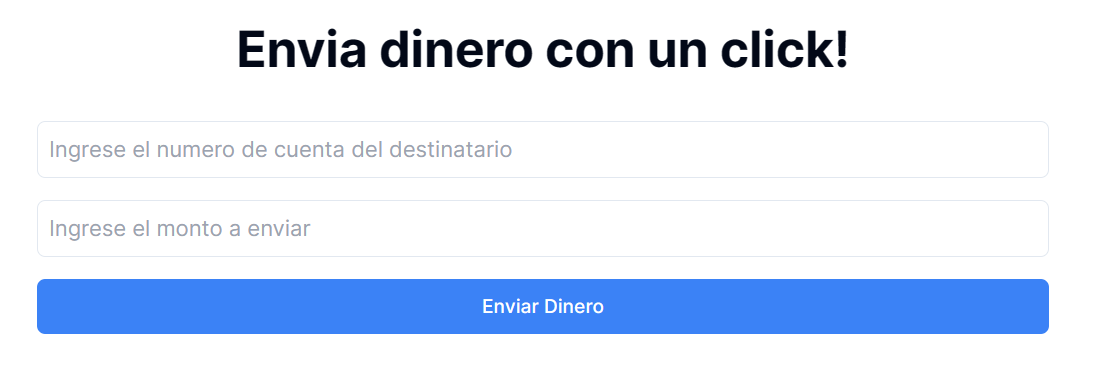 Envia dinero con un click!
Ingrese el numero de cuenta del destinatario
Ingrese el monto a enviar
Enviar Dinero